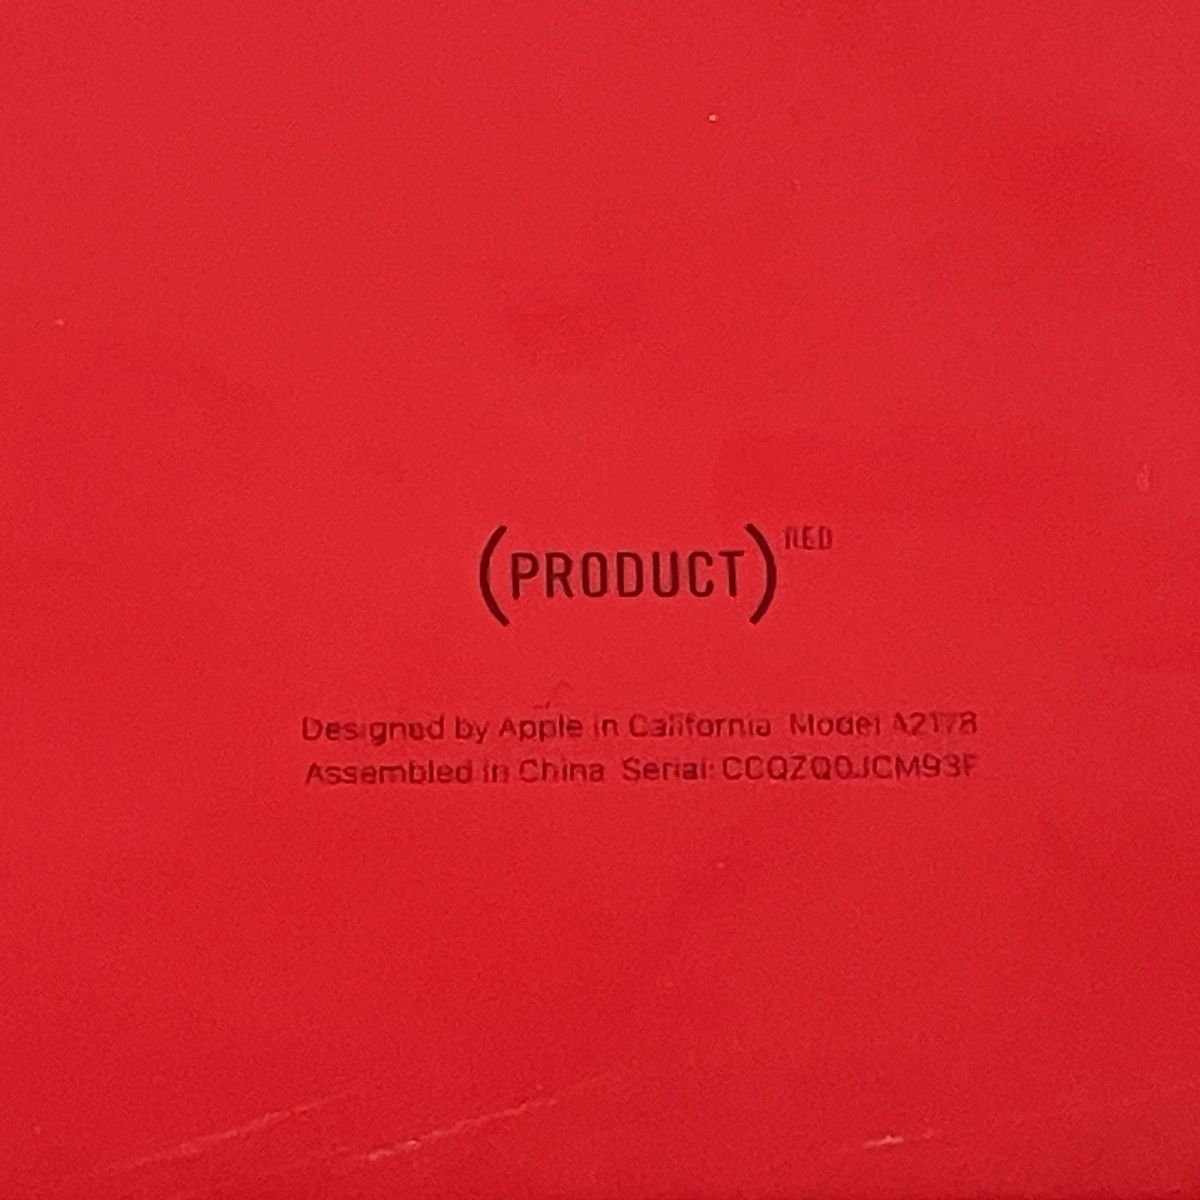 (PRODUCT) RED
Designed by Apple in California Model A2178
Assembled in China Serial: CCQZQ0JCM93F